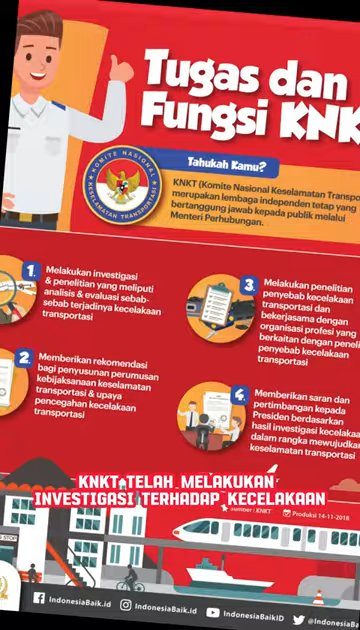 Tugas dan
Fungsi KNK
Tahukah Kamu?
KOMITE NASIONAL
KESELAMATAN TRANSPORTASI
KNKT (Komite Nasional Keselamatan Transpo
merupakan lembaga independen tetap yang
bertanggung jawab kepada publik melalui
Menteri Perhubungan.
1.
Melakukan investigasi
& penelitian yang meliputi
analisis & evaluasi sebab-
sebab terjadinya kecelakaan
transportasi
2.
Memberikan rekomendasi
bagi penyusunan perumusan
kebijaksanaan keselamatan
transportasi & upaya
pencegahan kecelakaan
transportasi
3.
Melakukan penelitian
penyebab kecelakaan
transportasi dan
bekerjasama dengan
organisasi profesi yang
berkaitan dengan peneli
penyebab kecelakaan
transportasi
4.
Memberikan saran dan
pertimbangan kepada
Presiden berdasarkan
hasil investigasi kecelakaa
dalam rangka mewujudkan
keselamatan transportasi
KNKT TELAH MELAKUKAN
INVESTIGASI TERHADAP KECELAKAAN
sumber : KNKT
Produksi 14-11-2018
IndonesiaBaik.id
IndonesiaBaik.id
IndonesiaBaikID
@IndonesiaBa